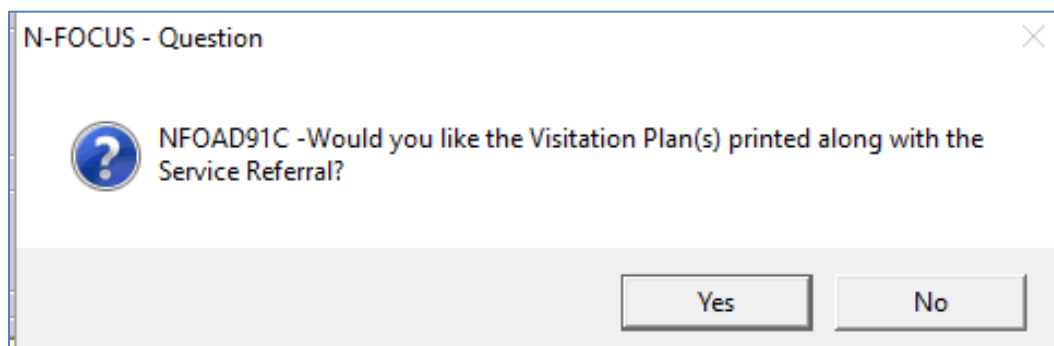 N-FOCUS - Question
NFOAD91C -Would you like the Visitation Plan(s) printed along with the
Service Referral?
Yes
No